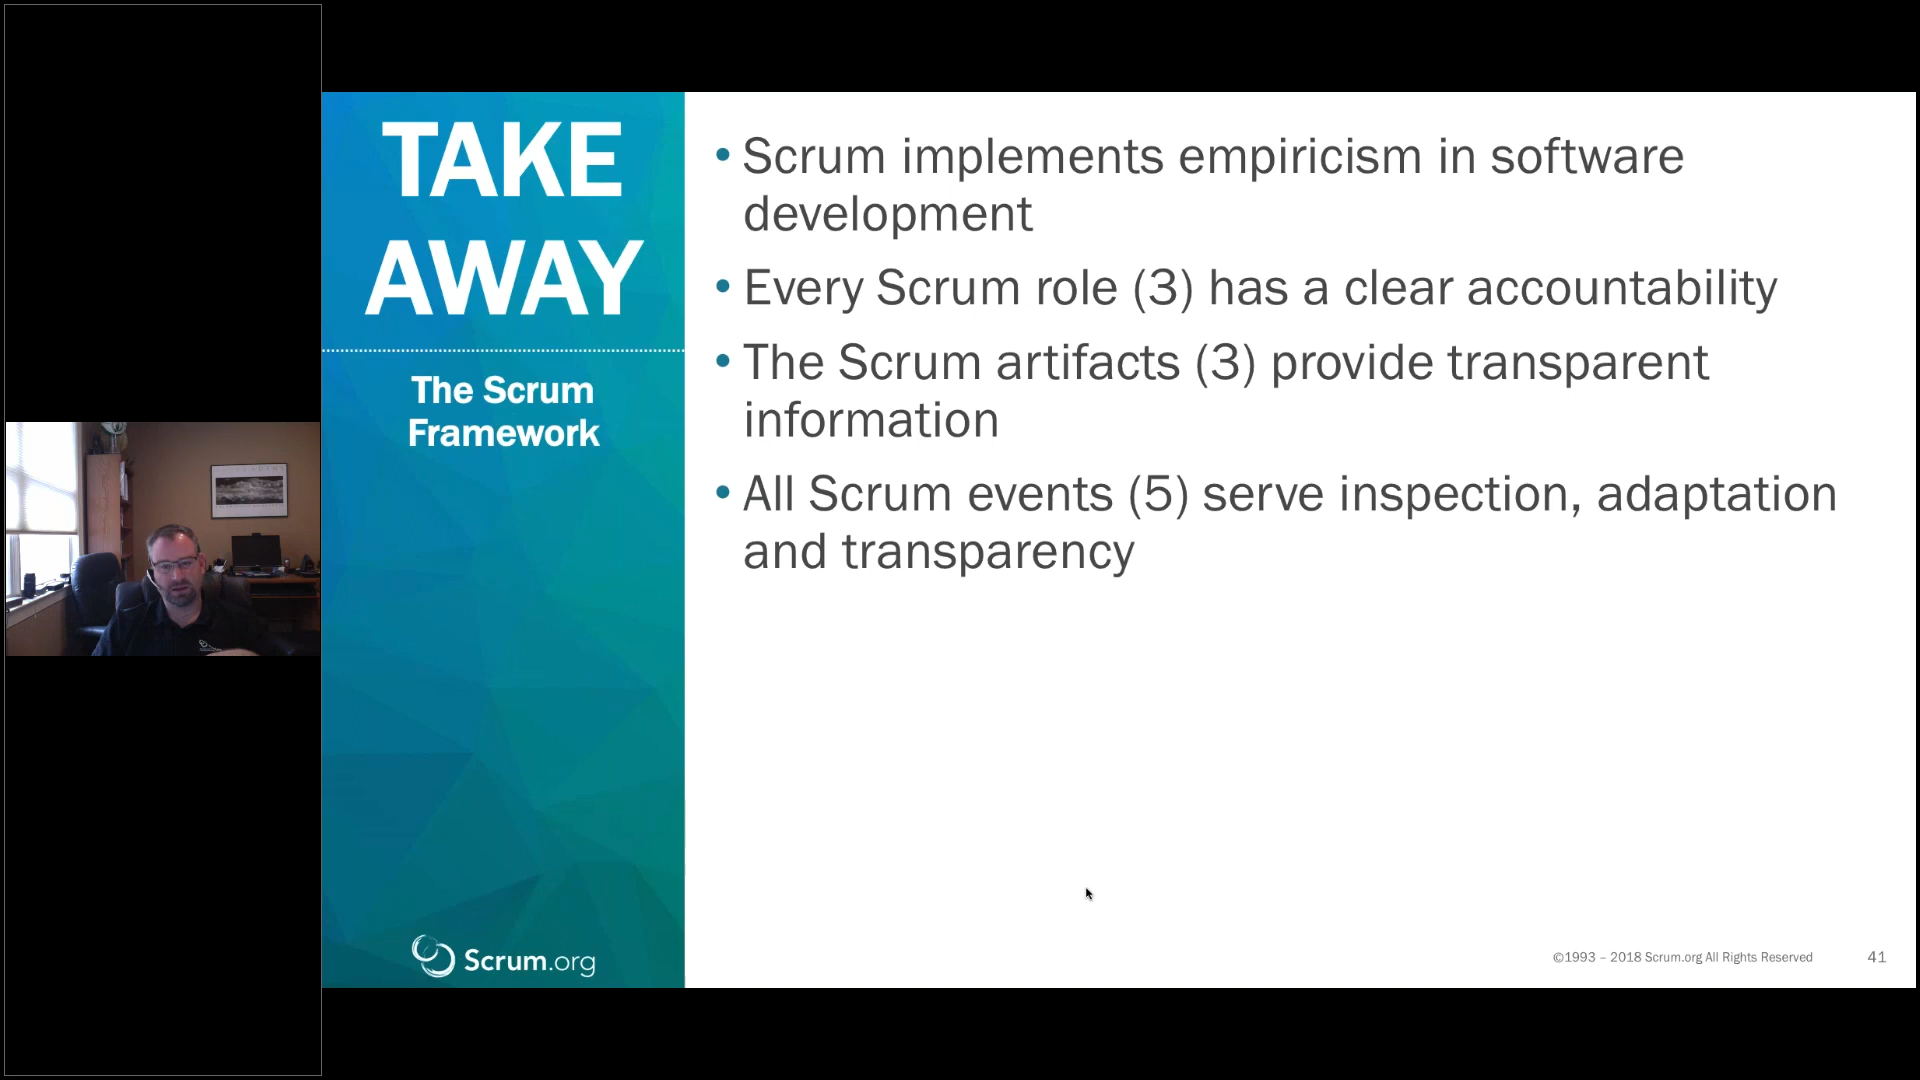 TAKE
AWAY
The Scrum
Framework
Scrum.org
• Scrum implements empiricism in software
development
• Every Scrum role (3) has a clear accountability
• The Scrum artifacts (3) provide transparent
information
• All Scrum events (5) serve inspection, adaptation
and transparency
©1993 – 2018 Scrum.org All Rights Reserved
41